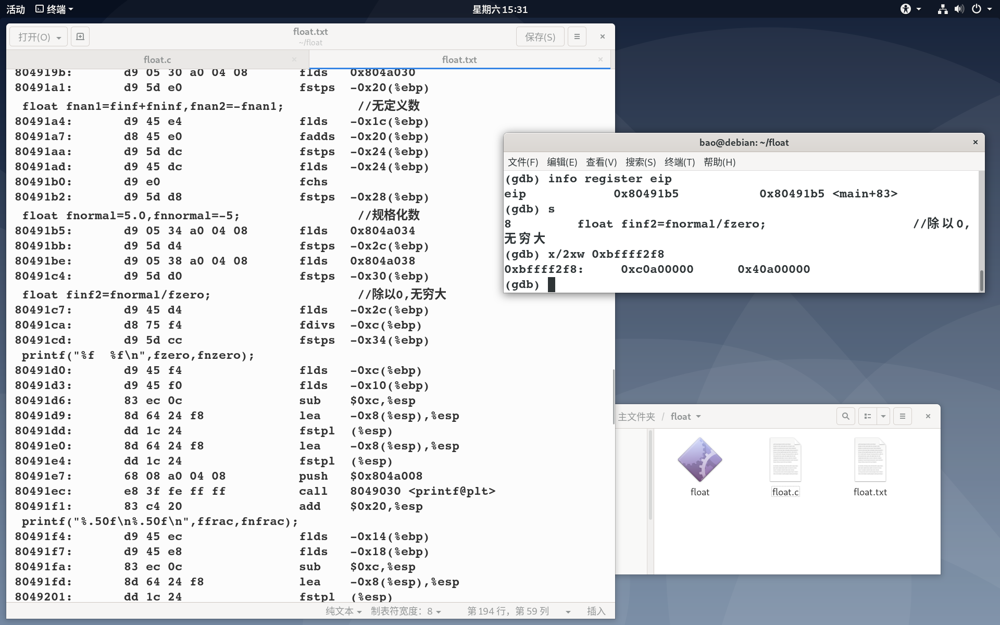 活动 终端 星期六 15:31
打开(O) float.txt ~/float 保存(S)
float.c float.txt
804919b: d9 05 30 a0 04 08 flds 0x804a030
80491a1: d9 5d e0 fstps -0x20(%ebp)
float fnan1=finf+fninf,fnan2=-fnan1; //无定义数
80491a4: d9 45 e4 flds -0x1c(%ebp)
80491a7: d8 45 e0 fadds -0x20(%ebp)
80491aa: d9 5d dc fstps -0x24(%ebp)
80491ad: d9 45 dc flds -0x24(%ebp)
80491b0: d9 e0 fchs
80491b2: d9 5d d8 fstps -0x28(%ebp)
float fnormal=5.0,fnnormal=-5; //规格化数
80491b5: d9 05 34 a0 04 08 flds 0x804a034
80491bb: d9 5d d4 fstps -0x2c(%ebp)
80491be: d9 05 38 a0 04 08 flds 0x804a038
80491c4: d9 5d d0 fstps -0x30(%ebp)
float finf2=fnormal/fzero; //除以0,无穷大
80491c7: d9 45 d4 flds -0x2c(%ebp)
80491ca: d8 75 f4 fdivs -0xc(%ebp)
80491cd: d9 5d cc fstps -0x34(%ebp)
printf("%f  %f\n",fzero,fnzero);
80491d0: d9 45 f4 flds -0xc(%ebp)
80491d3: d9 45 f0 flds -0x10(%ebp)
80491d6: 83 ec 0c sub $0xc,%esp
80491d9: 8d 64 24 f8 lea -0x8(%esp),%esp
80491dd: dd 1c 24 fstpl (%esp)
80491e0: 8d 64 24 f8 lea -0x8(%esp),%esp
80491e4: dd 1c 24 fstpl (%esp)
80491e7: 68 08 a0 04 08 push $0x804a008
80491ec: e8 3f fe ff ff call 8049030 <printf@plt>
80491f1: 83 c4 20 add $0x20,%esp
printf("%.50f\n%.50f\n",ffrac,fnfrac);
80491f4: d9 45 ec flds -0x14(%ebp)
80491f7: d9 45 e8 flds -0x18(%ebp)
80491fa: 83 ec 0c sub $0xc,%esp
80491fd: 8d 64 24 f8 lea -0x8(%esp),%esp
8049201: dd 1c 24 fstpl (%esp)
纯文本 制表符宽度：8 第 194 行，第 59 列 插入
bao@debian: ~/float
文件(F) 编辑(E) 查看(V) 搜索(S) 终端(T) 帮助(H)
(gdb) info register eip
eip 0x80491b5 0x80491b5 <main+83>
(gdb) s
8 float finf2=fnormal/fzero; //除以0,
无穷大
(gdb) x/2xw 0xbffff2f8
0xbffff2f8: 0xc0a00000 0x40a00000
(gdb)
主文件夹 / float
float float.c float.txt